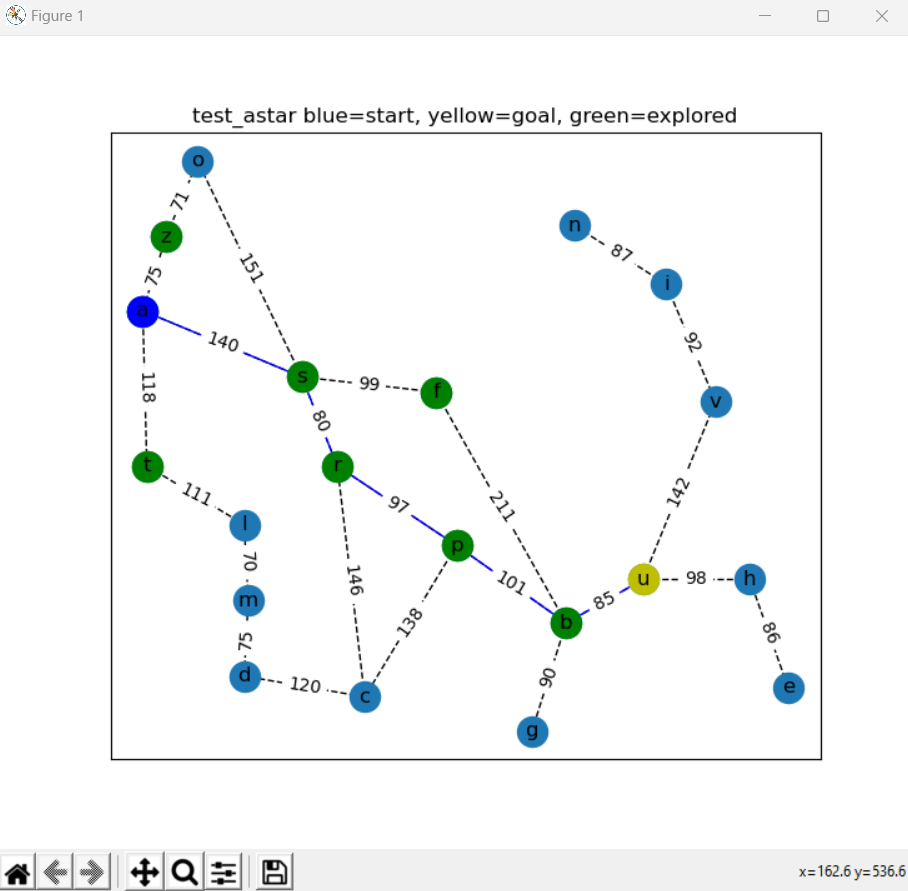 Figure 1
test_astar blue=start, yellow=goal, green=explored
o
71
n
z
87
151
75
i
a
140
92
s
99
f
118
v
80
t
r
111
97
142
211
l
p
70
146
101
u
98
h
m
138
85
b
75
86
d
120
90
e
c
g
x=162.6 y=536.6